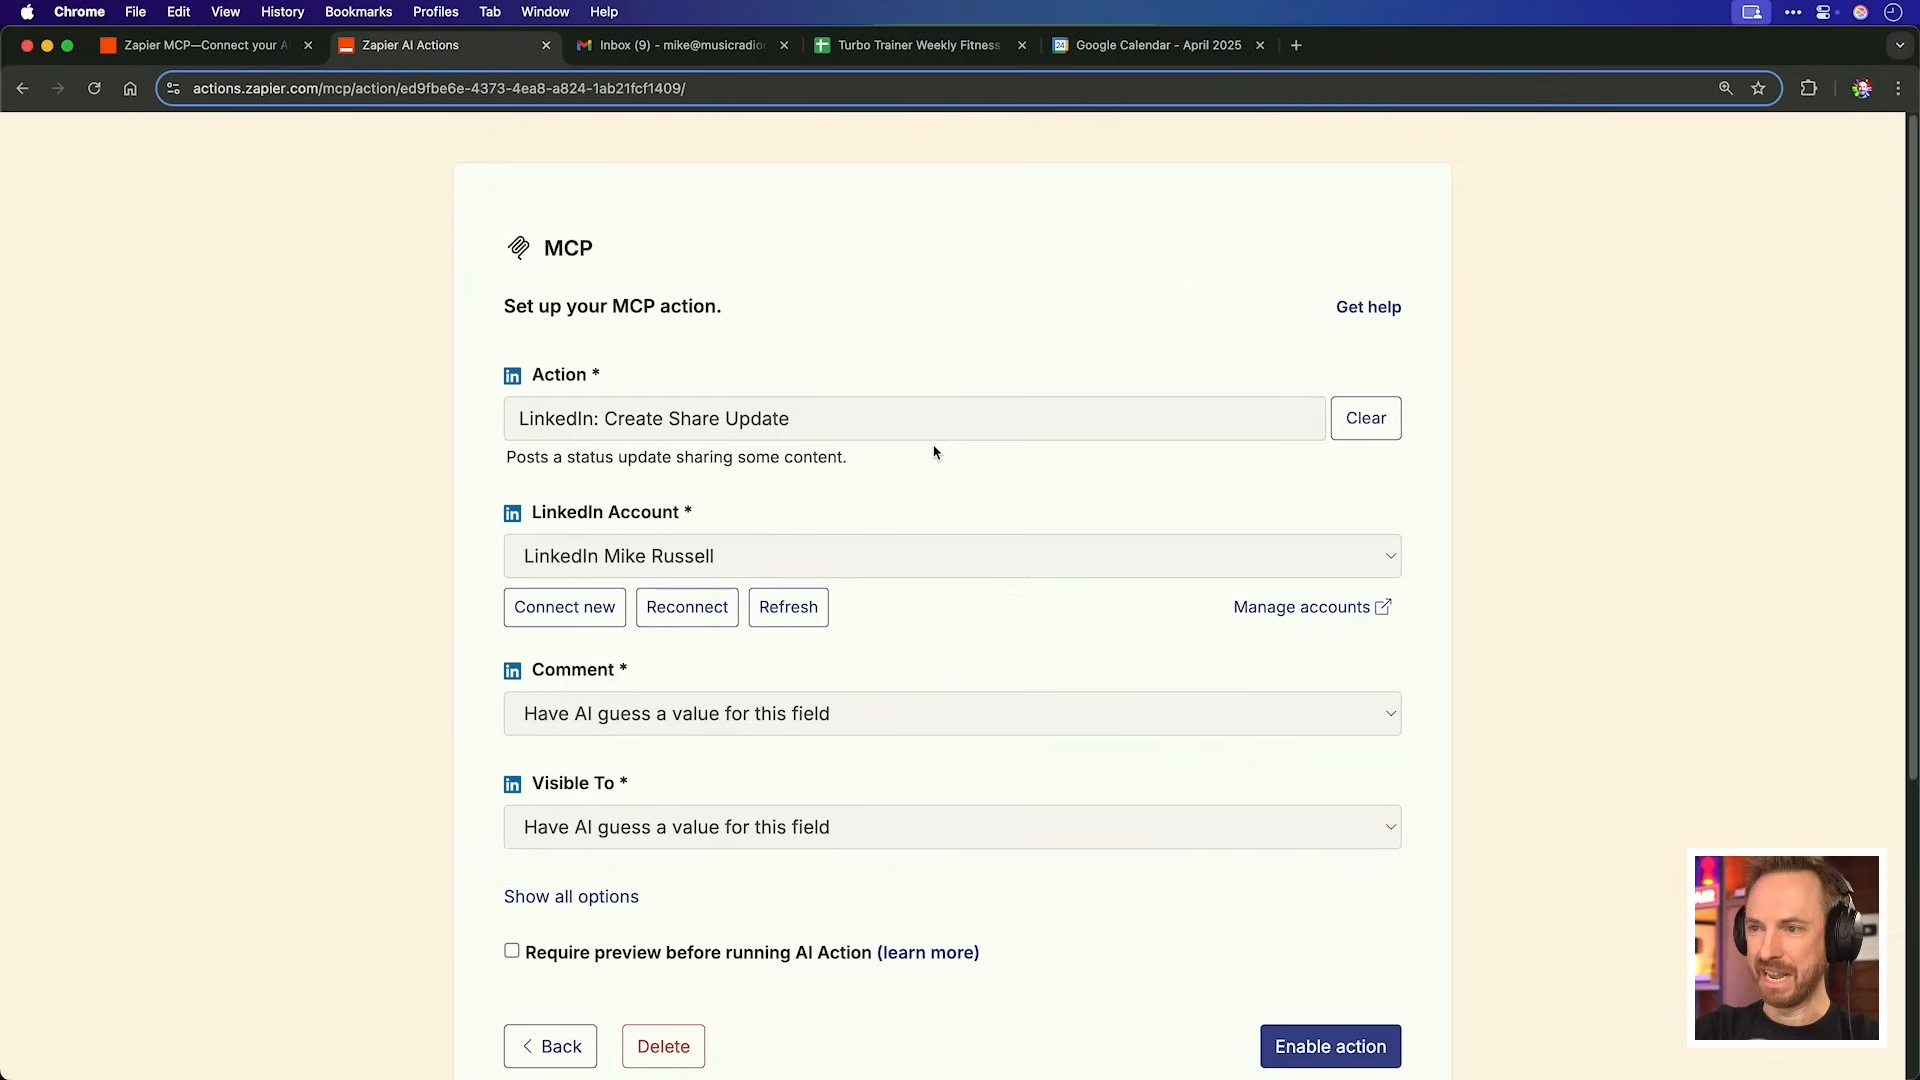 Chrome File Edit View History Bookmarks Profiles Tab Window Help
Zapier MCP—Connect your A
Zapier AI Actions
Inbox (9) - mike@musicradio
Turbo Trainer Weekly Fitness
Google Calendar - April 2025
actions.zapier.com/mcp/action/ed9fbe6e-4373-4ea8-a824-1ab21fcf1409/
MCP
Set up your MCP action.
Get help
Action *
LinkedIn: Create Share Update
Clear
Posts a status update sharing some content.
LinkedIn Account *
LinkedIn Mike Russell
Connect new
Reconnect
Refresh
Manage accounts
Comment *
Have AI guess a value for this field
Visible To *
Have AI guess a value for this field
Show all options
Require preview before running AI Action (learn more)
Back
Delete
Enable action